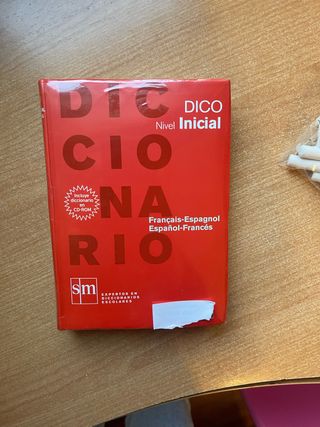 DIC
CIO
NA
RIO
DICO
Nivel Inicial
Incluye
diccionario
en
CD-ROM
Français-Espagnol
Español-Francés
sm
EXPERTOS EN
DICCIONARIOS
ESCOLARES